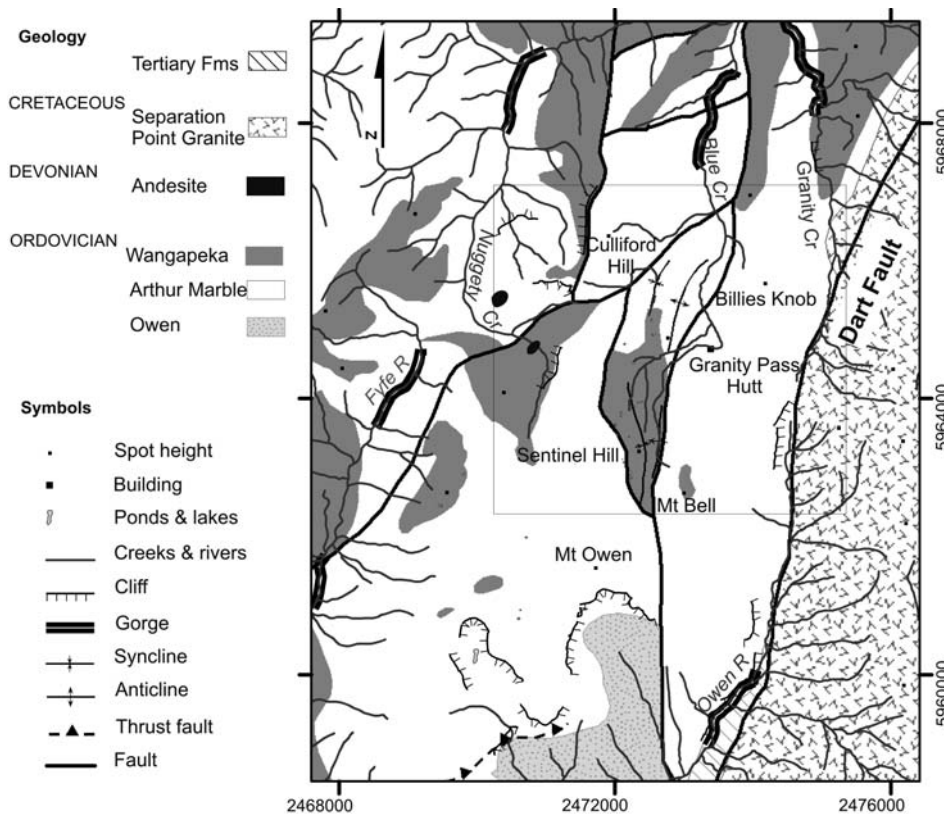 Geology
Tertiary Fms
CRETACEOUS
Separation
Point Granite
DEVONIAN
Andesite
ORDOVICIAN
Wangapeka
Arthur Marble
Owen
Symbols
Spot height
Building
Ponds & lakes
Creeks & rivers
Cliff
Gorge
Syncline
Anticline
Thrust fault
Fault
N
Blue Cr
Granity Cr
Nuggety Cr
Culliford
Hill
Billies Knob
Dart Fault
Fyfe R
Granity Pass
Hutt
Sentinel Hill
Mt Bell
Mt Owen
Owen R
5968000
5964000
5960000
2468000
2472000
2476000